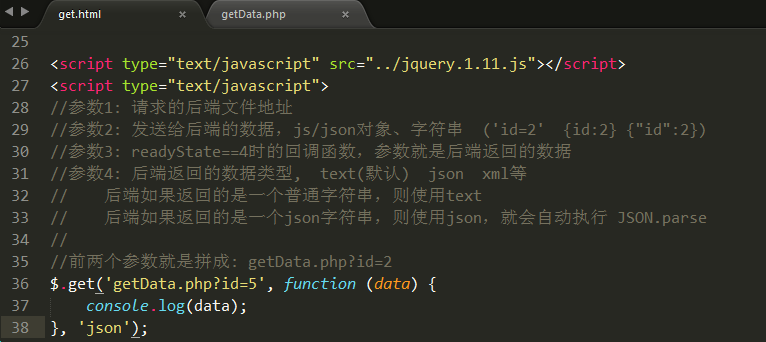 get.html × getData.php ×
25
26 <script type="text/javascript" src="../jquery.1.11.js"></script>
27 <script type="text/javascript">
28 //参数1: 请求的后端文件地址
29 //参数2: 发送给后端的数据，js/json对象、字符串 ('id=2' {id:2} {"id":2})
30 //参数3: readyState==4时的回调函数，参数就是后端返回的数据
31 //参数4: 后端返回的数据类型， text(默认) json xml等
32 // 后端如果返回的是一个普通字符串，则使用text
33 // 后端如果返回的是一个json字符串，则使用json，就会自动执行 JSON.parse
34 //
35 //前两个参数就是拼成: getData.php?id=2
36 $.get('getData.php?id=5', function (data) {
37 console.log(data);
38 }, 'json');